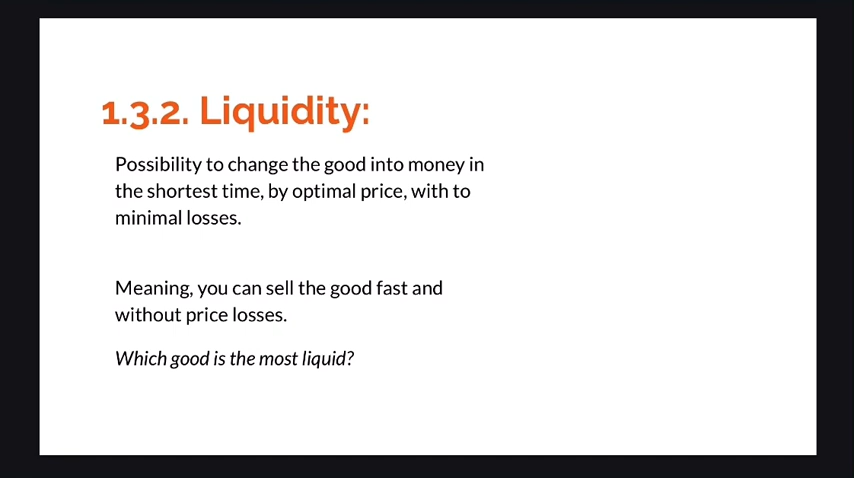 1.3.2. Liquidity:
Possibility to change the good into money in
the shortest time, by optimal price, with to
minimal losses.
Meaning, you can sell the good fast and
without price losses.
Which good is the most liquid?